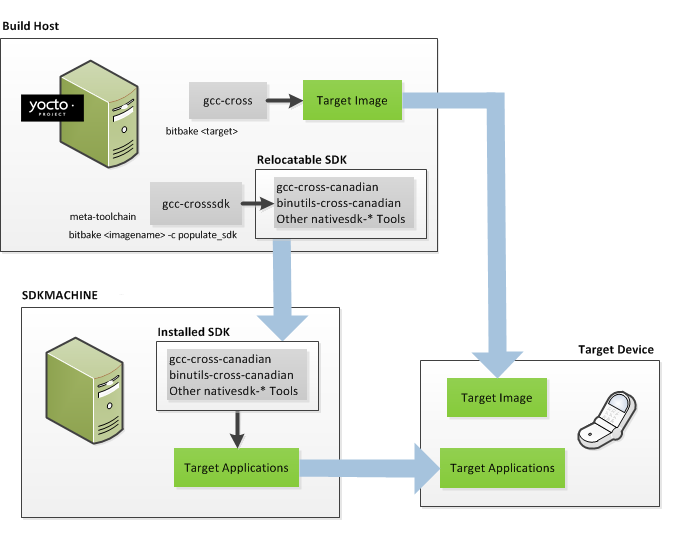 Build Host
yocto ·
PROJECT
gcc-cross
Target Image
bitbake <target>
Relocatable SDK
gcc-cross-canadian
binutils-cross-canadian
Other nativesdk-* Tools
gcc-crosssdk
meta-toolchain
bitbake <imagename> -c populate_sdk
SDKMACHINE
Installed SDK
gcc-cross-canadian
binutils-cross-canadian
Other nativesdk-* Tools
Target Applications
Target Device
Target Image
Target Applications